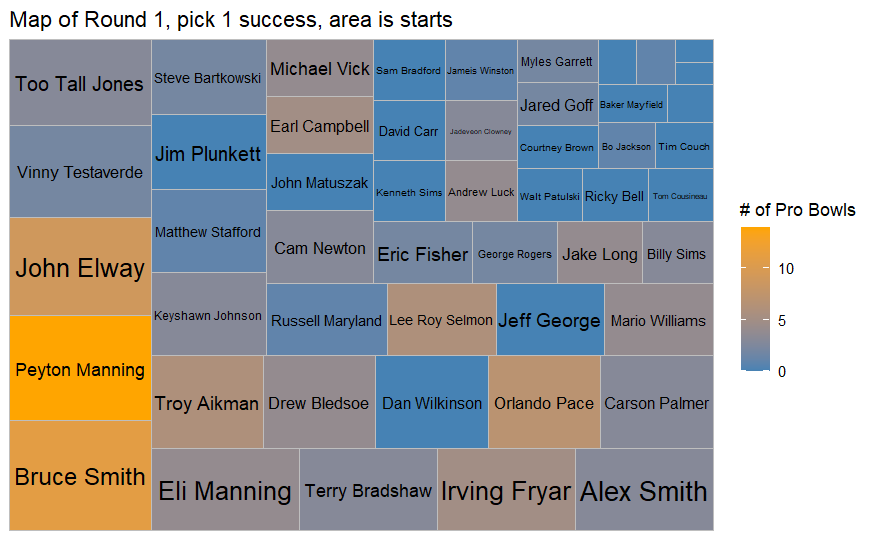 Map of Round 1, pick 1 success, area is starts
Too Tall Jones
Vinny Testaverde
John Elway
Peyton Manning
Bruce Smith
Steve Bartkowski
Jim Plunkett
Matthew Stafford
Keyshawn Johnson
Troy Aikman
Drew Bledsoe
Dan Wilkinson
Orlando Pace
Carson Palmer
Eli Manning
Terry Bradshaw
Irving Fryar
Alex Smith
Michael Vick
Earl Campbell
John Matuszak
Cam Newton
Russell Maryland
Lee Roy Selmon
Jeff George
Mario Williams
Sam Bradford
David Carr
Kenneth Sims
Jameis Winston
Jadeveon Clowney
Andrew Luck
Eric Fisher
George Rogers
Jake Long
Billy Sims
Myles Garrett
Jared Goff
Courtney Brown
Walt Patulski
Ricky Bell
Tom Cousineau
Baker Mayfield
Bo Jackson
Tim Couch
# of Pro Bowls
10
5
0